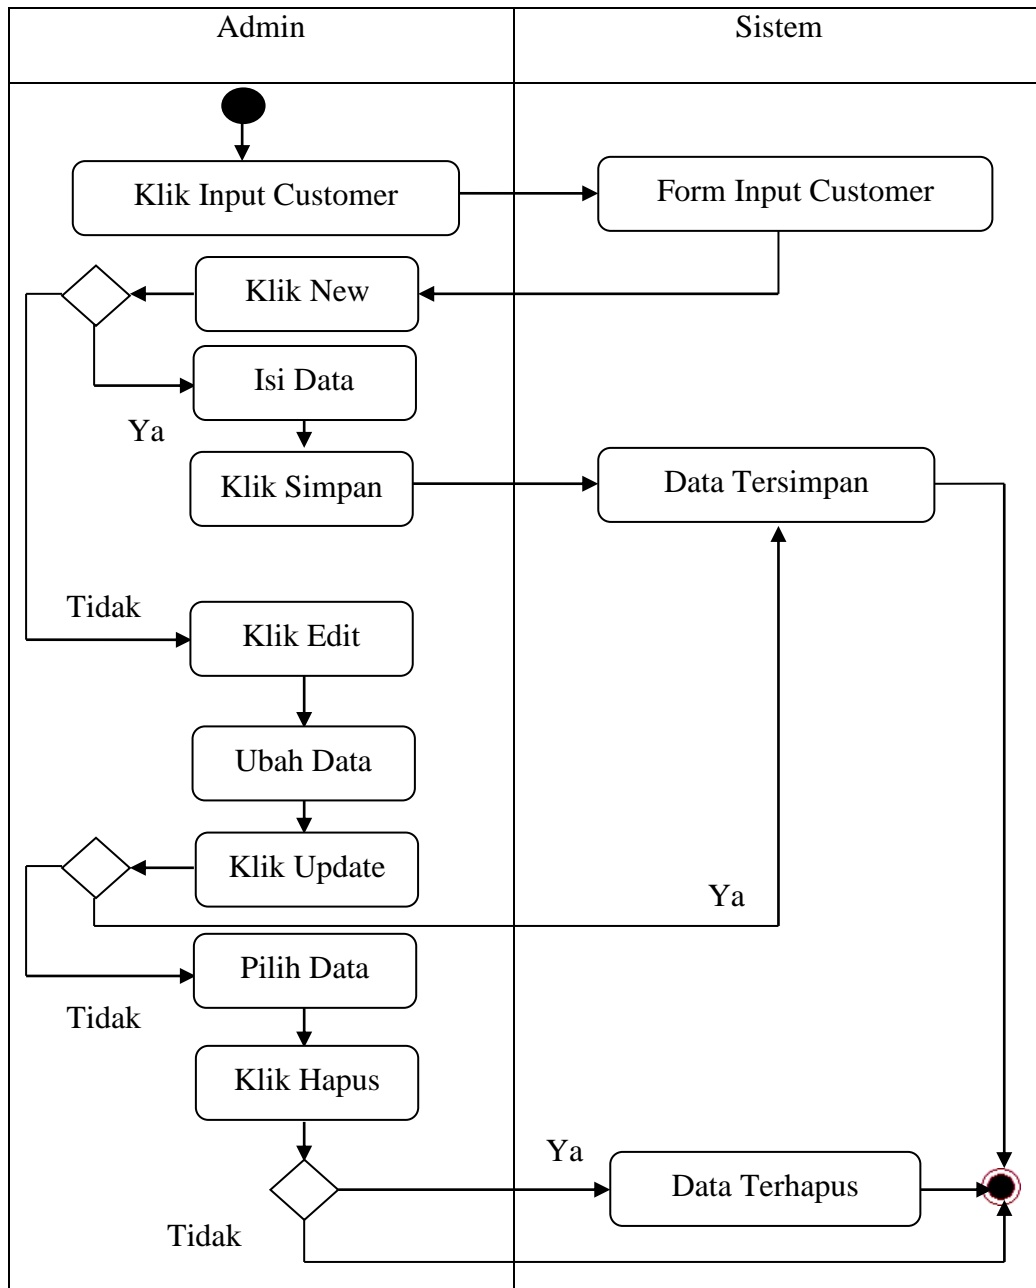 Admin
Sistem
Klik Input Customer
Form Input Customer
Klik New
Isi Data
Ya
Klik Simpan
Data Tersimpan
Tidak
Klik Edit
Ubah Data
Klik Update
Ya
Pilih Data
Tidak
Klik Hapus
Ya
Data Terhapus
Tidak